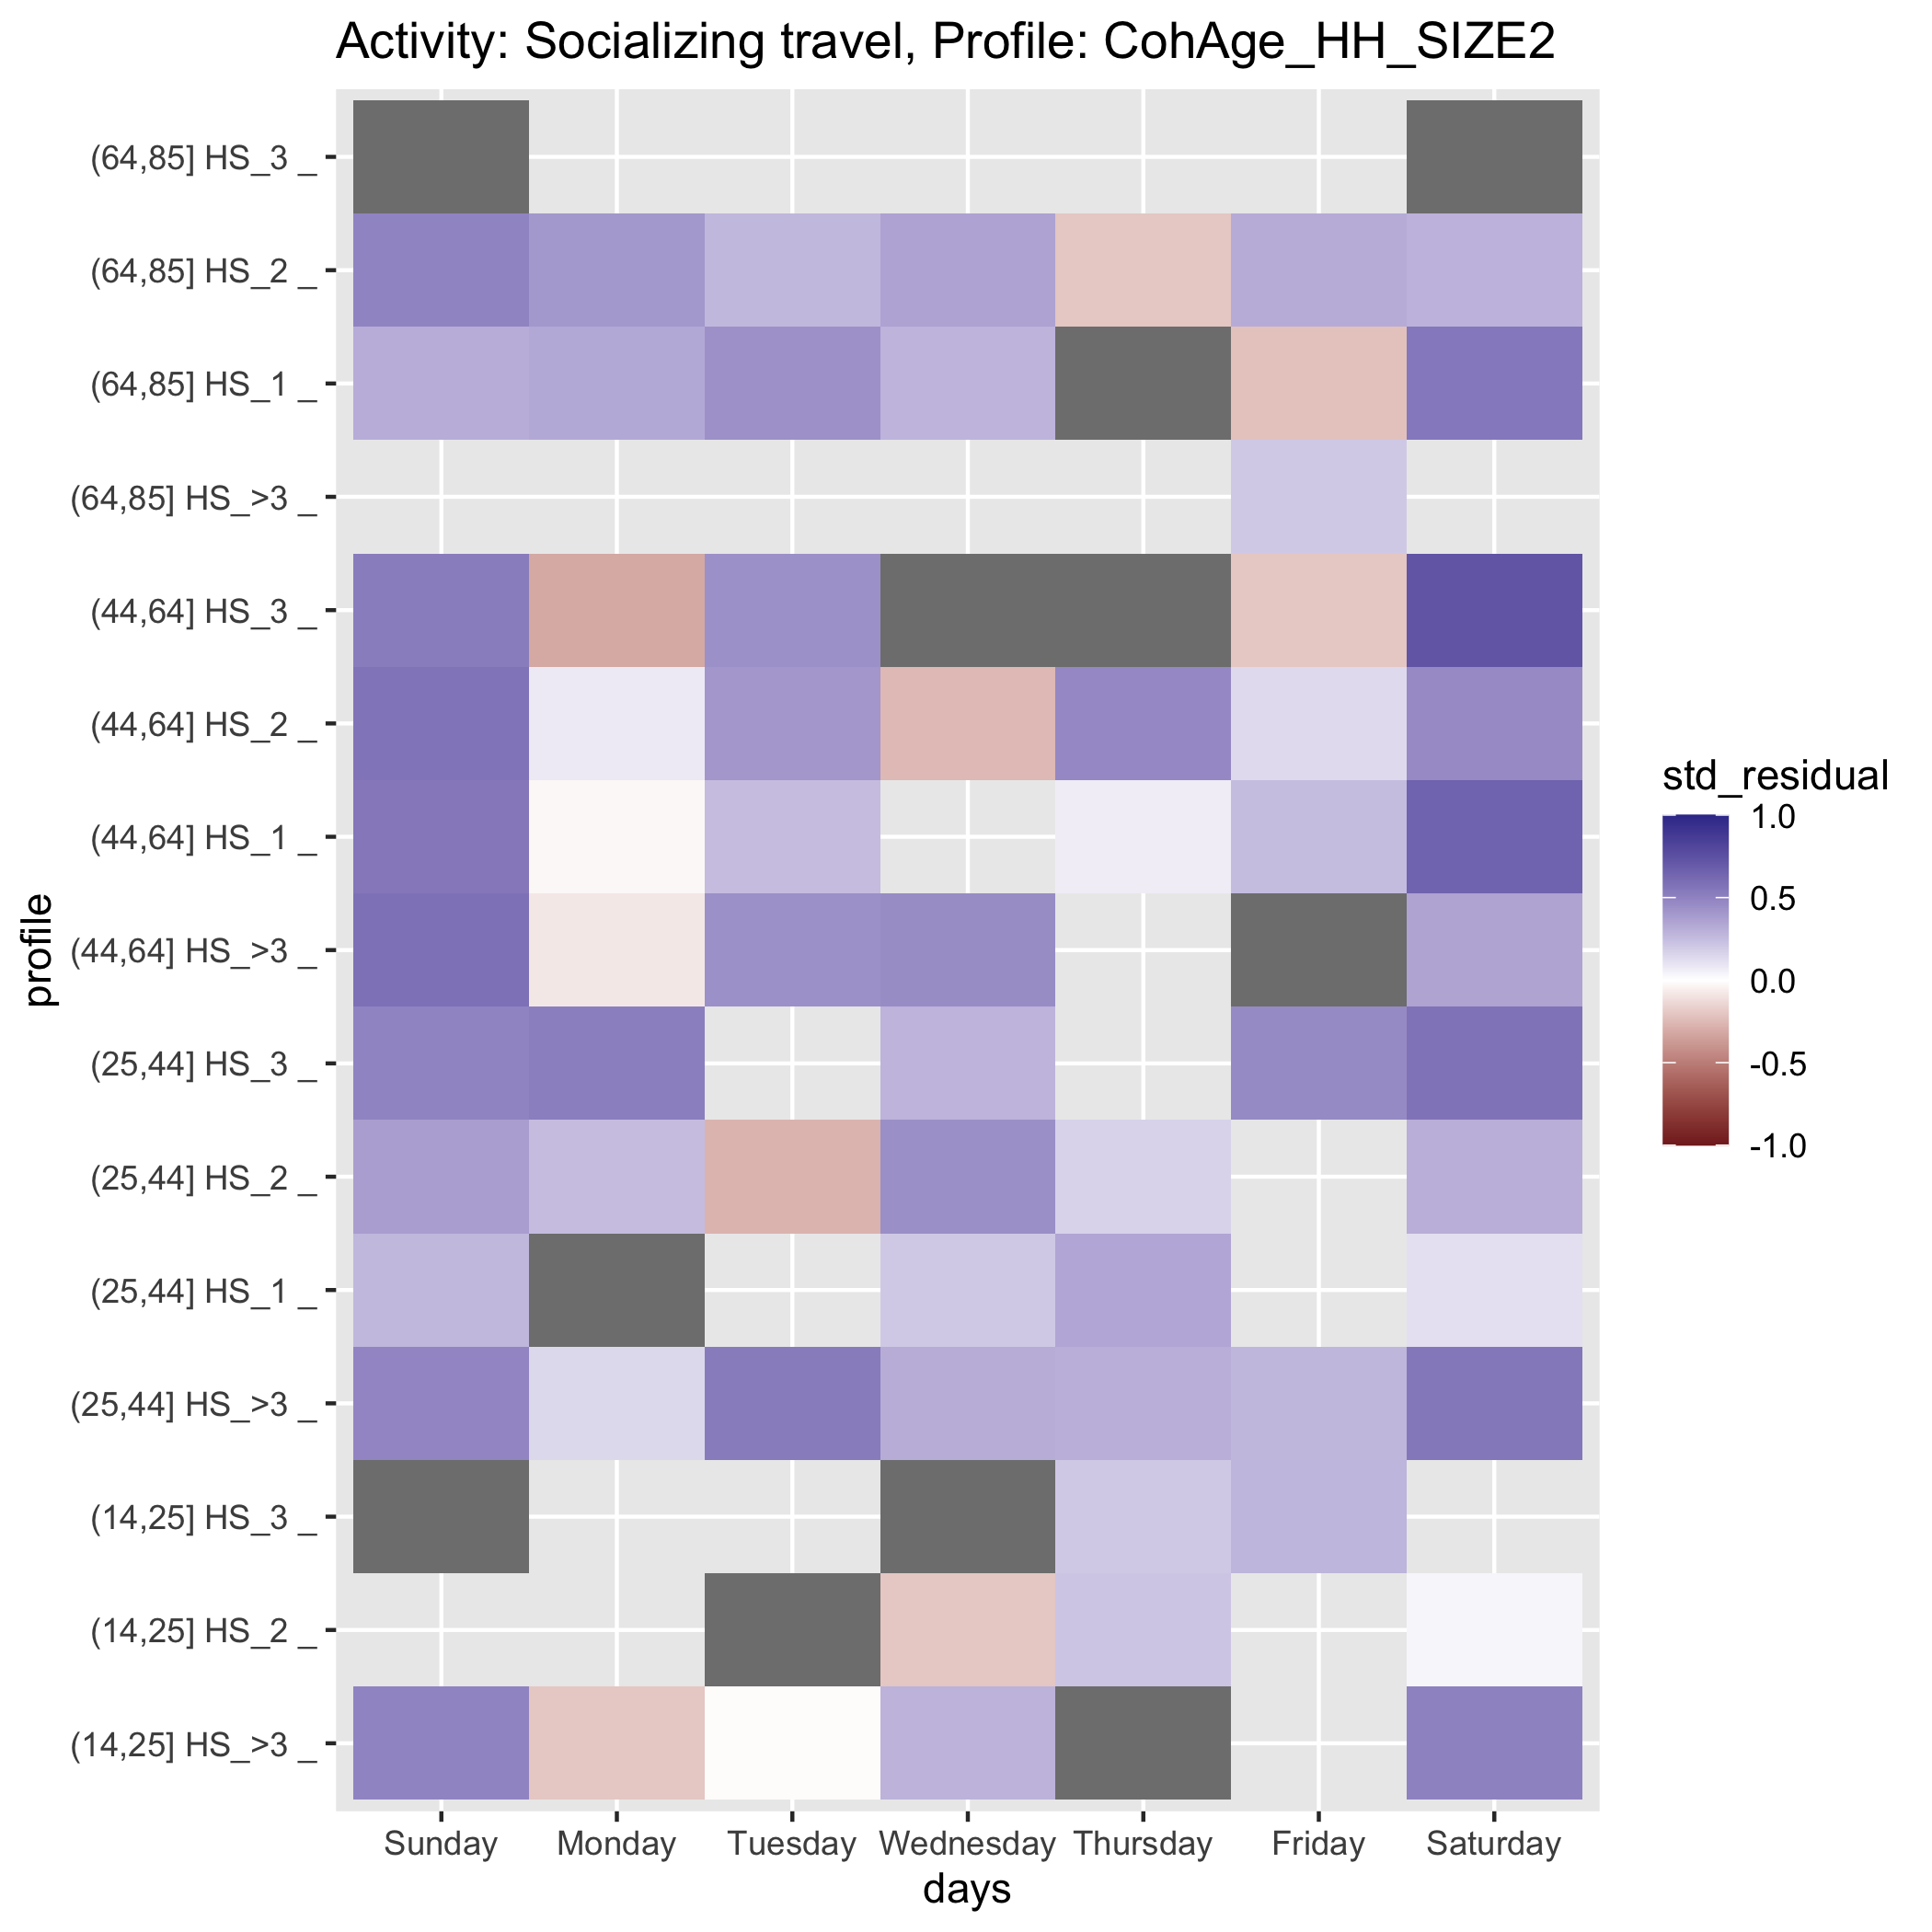 Activity: Socializing travel, Profile: CohAge_HH_SIZE2
(64,85] HS_3 _
(64,85] HS_2 _
(64,85] HS_1 _
(64,85] HS_>3 _
(44,64] HS_3 _
(44,64] HS_2 _
(44,64] HS_1 _
(44,64] HS_>3 _
(25,44] HS_3 _
(25,44] HS_2 _
(25,44] HS_1 _
(25,44] HS_>3 _
(14,25] HS_3 _
(14,25] HS_2 _
(14,25] HS_>3 _
profile
Sunday Monday Tuesday Wednesday Thursday Friday Saturday
days
std_residual
1.0
0.5
0.0
-0.5
-1.0